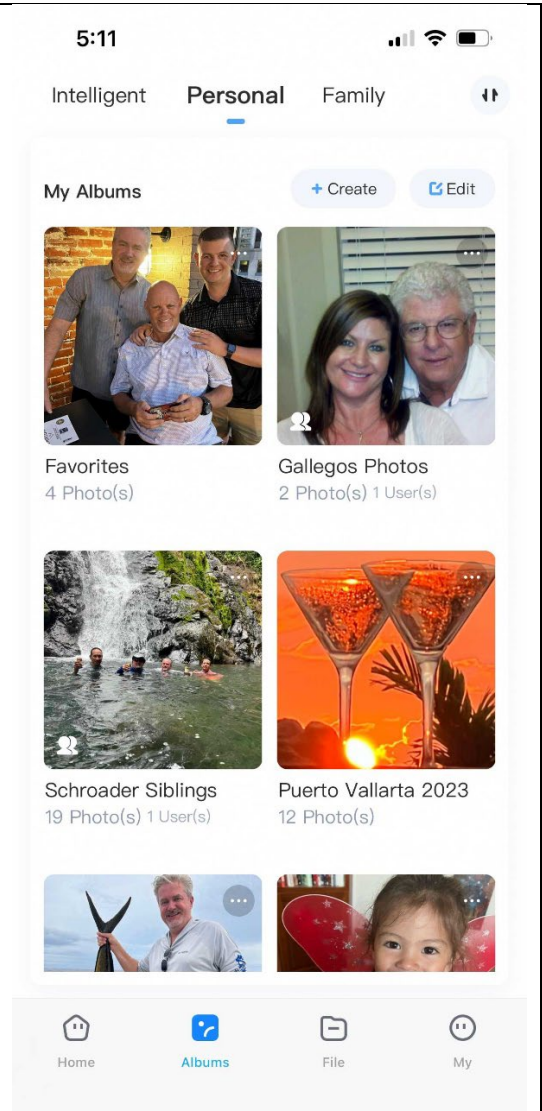 5:11
Intelligent Personal Family
My Albums + Create Edit
Favorites Gallegos Photos
4 Photo(s) 2 Photo(s) 1 User(s)
Schroader Siblings Puerto Vallarta 2023
19 Photo(s) 1 User(s) 12 Photo(s)
Home Albums File My